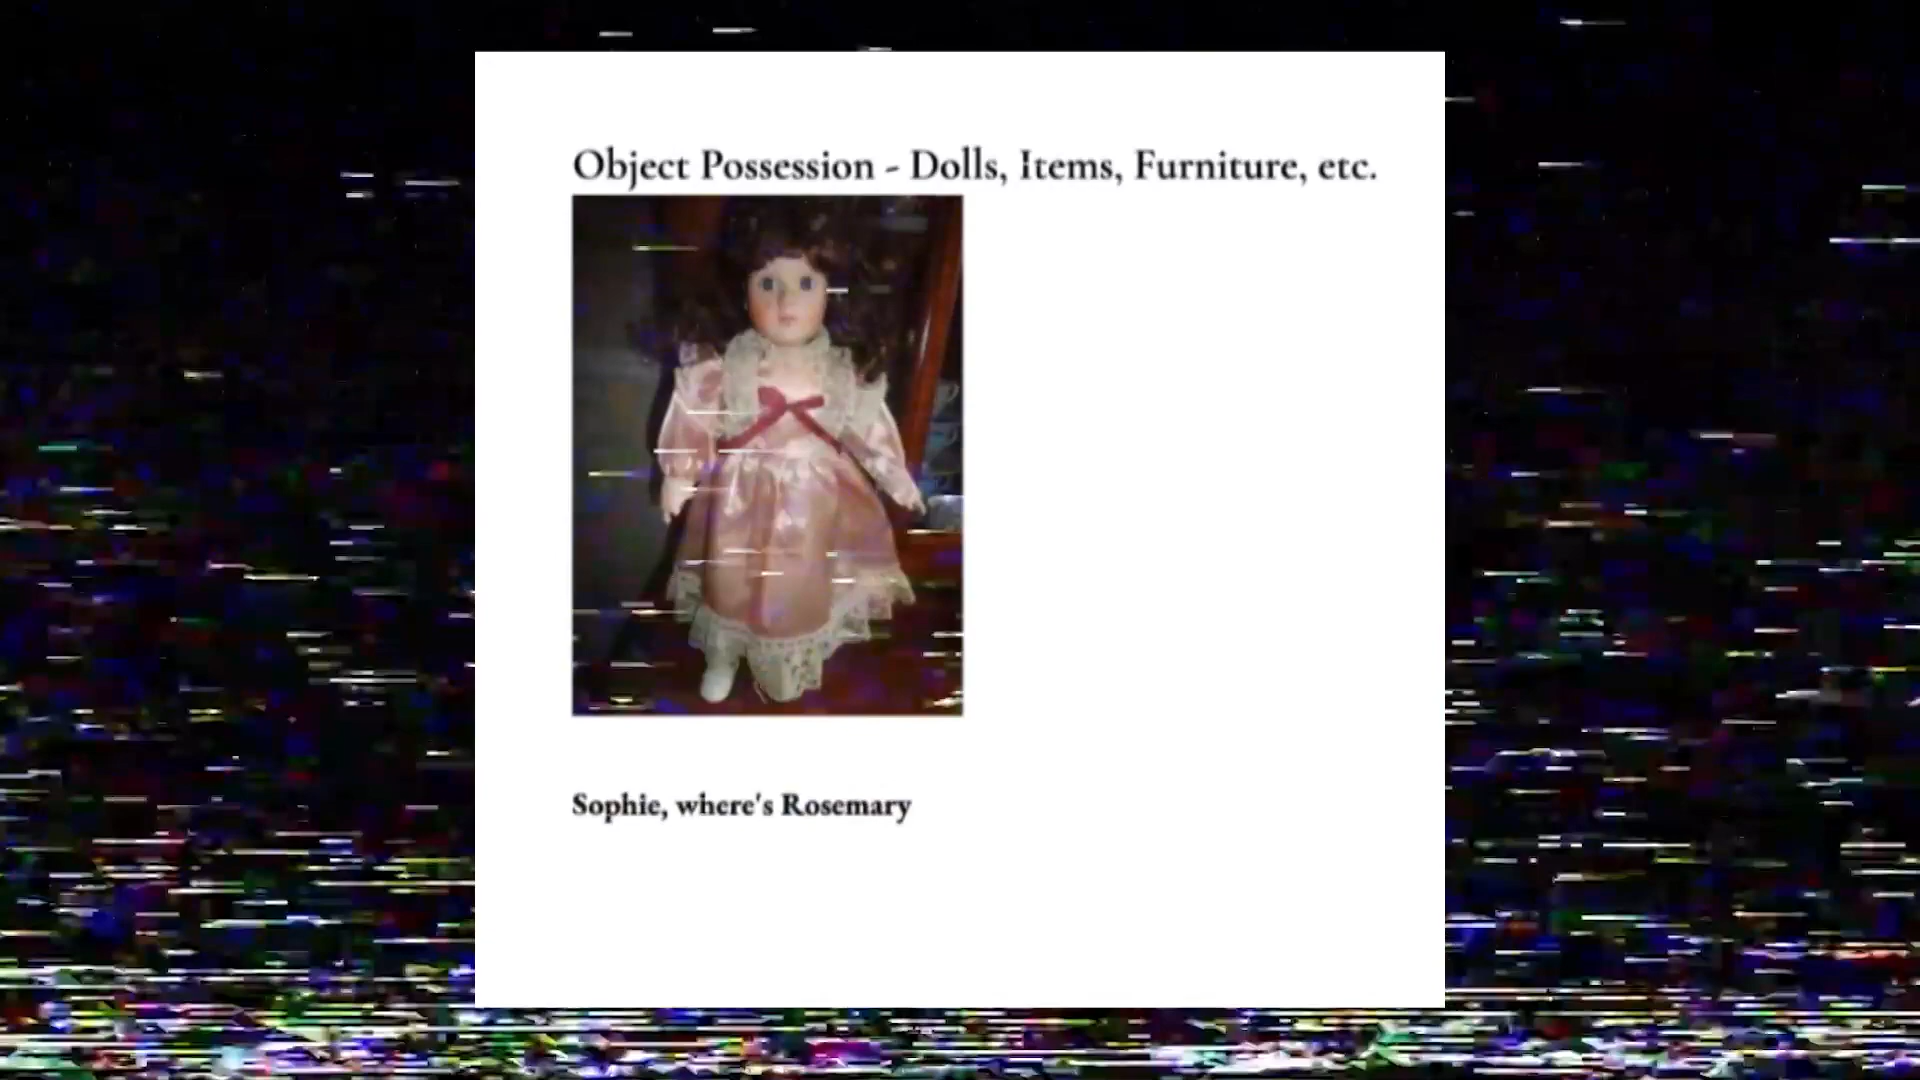 Object Possession - Dolls, Items, Furniture, etc.
Sophie, where's Rosemary